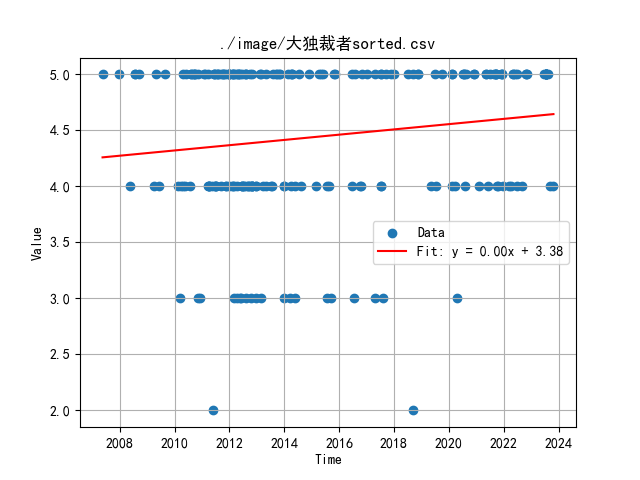 ./image/大独裁者sorted.csv
5.0
4.5
4.0
3.5
3.0
2.5
2.0
Value
Data
Fit: y = 0.00x + 3.38
2008 2010 2012 2014 2016 2018 2020 2022 2024
Time